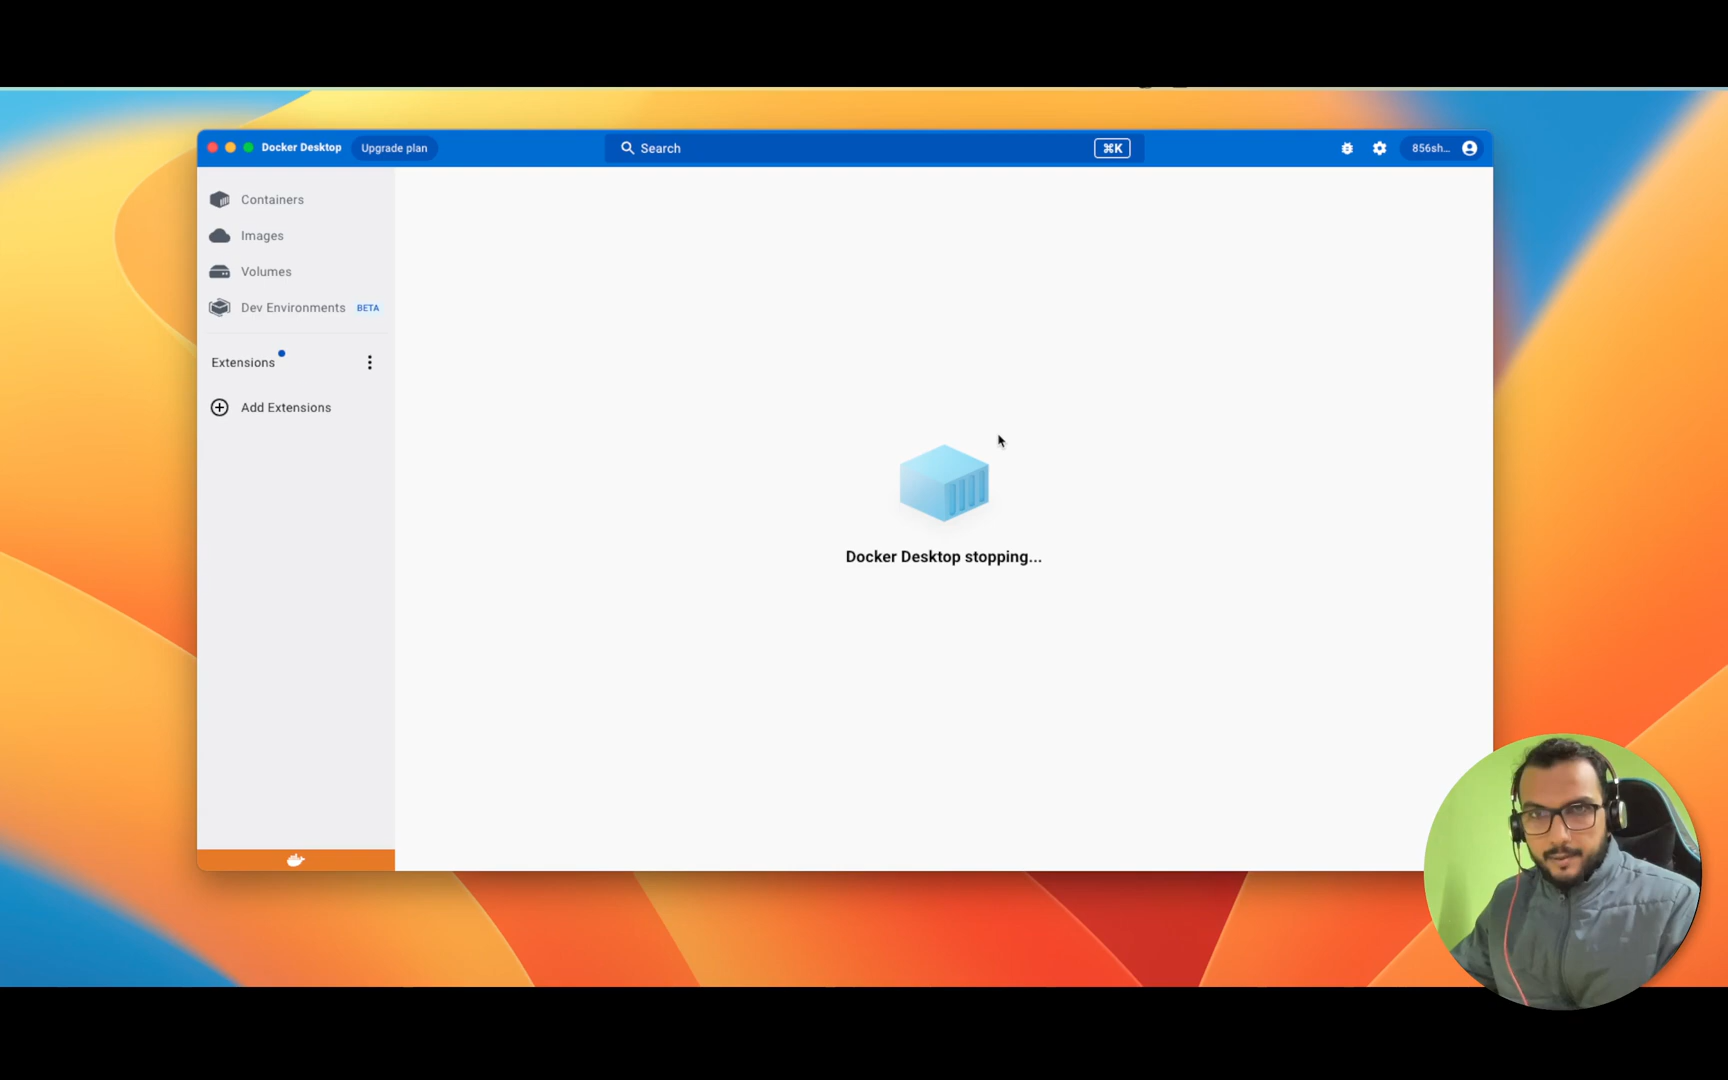 Docker Desktop
Upgrade plan
Search
⌘K
856sh...
Containers
Images
Volumes
Dev Environments BETA
Extensions
Add Extensions
Docker Desktop stopping...